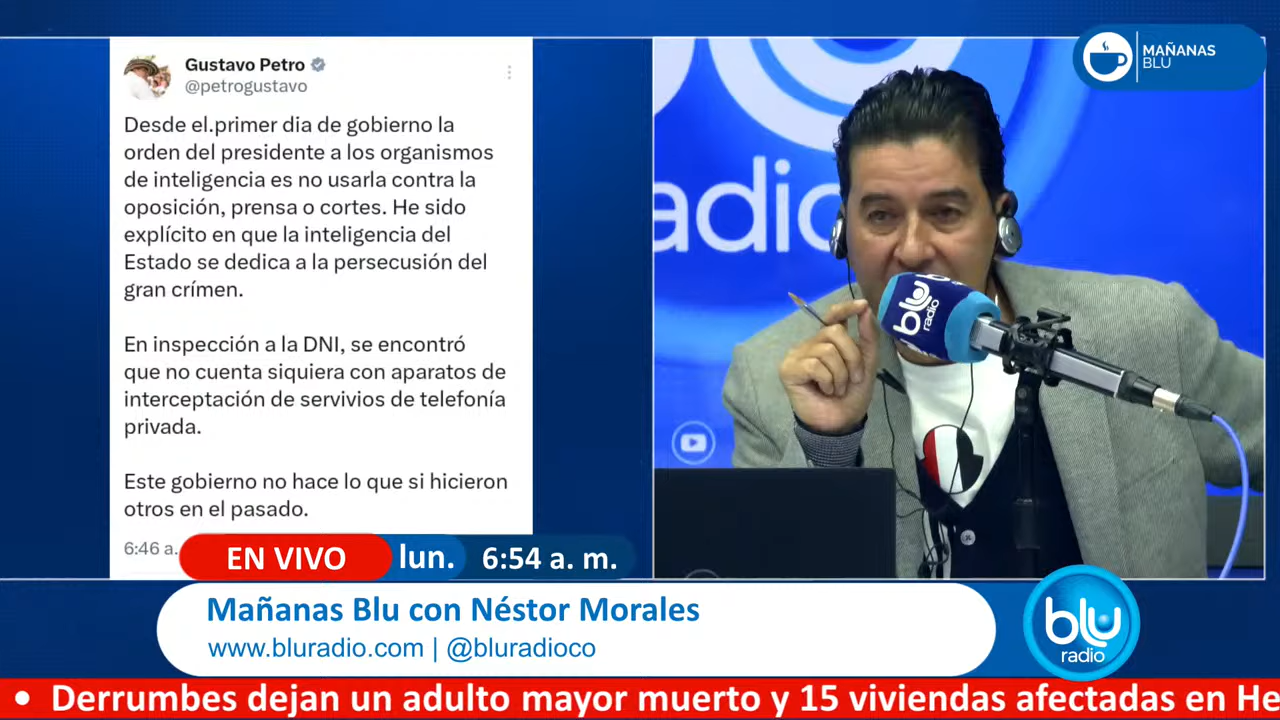 Gustavo Petro
@petrogustavo
Desde el.primer dia de gobierno la
orden del presidente a los organismos
de inteligencia es no usarla contra la
oposición, prensa o cortes. He sido
explícito en que la inteligencia del
Estado se dedica a la persecusión del
gran crímen.
En inspección a la DNI, se encontró
que no cuenta siquiera con aparatos de
interceptación de servivios de telefonía
privada.
Este gobierno no hace lo que si hicieron
otros en el pasado.
6:46 a.
MAÑANAS
BLU
adio
blu
radio
EN VIVO
lun.
6:54 a. m.
Mañanas Blu con Néstor Morales
www.bluradio.com | @bluradioco
blu
radio
• Derrumbes dejan un adulto mayor muerto y 15 viviendas afectadas en He